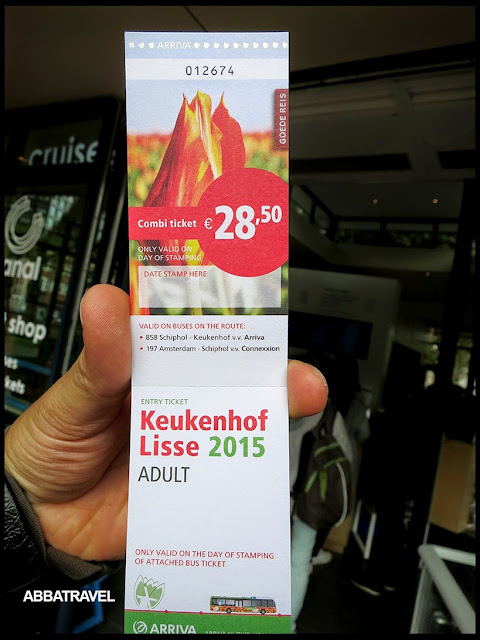 ARRIVA
012674
GOEDE REIS
Combi ticket € 28,50
ONLY VALID ON
DAY OF STAMPING
DATE STAMP HERE
VALID ON BUSES ON THE ROUTE:
• 858 Schiphol - Keukenhof v.v. Arriva
• 197 Amsterdam - Schiphol v.v. Connexxion
ENTRY TICKET
Keukenhof
Lisse 2015
ADULT
ONLY VALID ON THE DAY OF STAMPING
OF ATTACHED BUS TICKET
ARRIVA
cruise
anal
shop
ABBATRAVEL